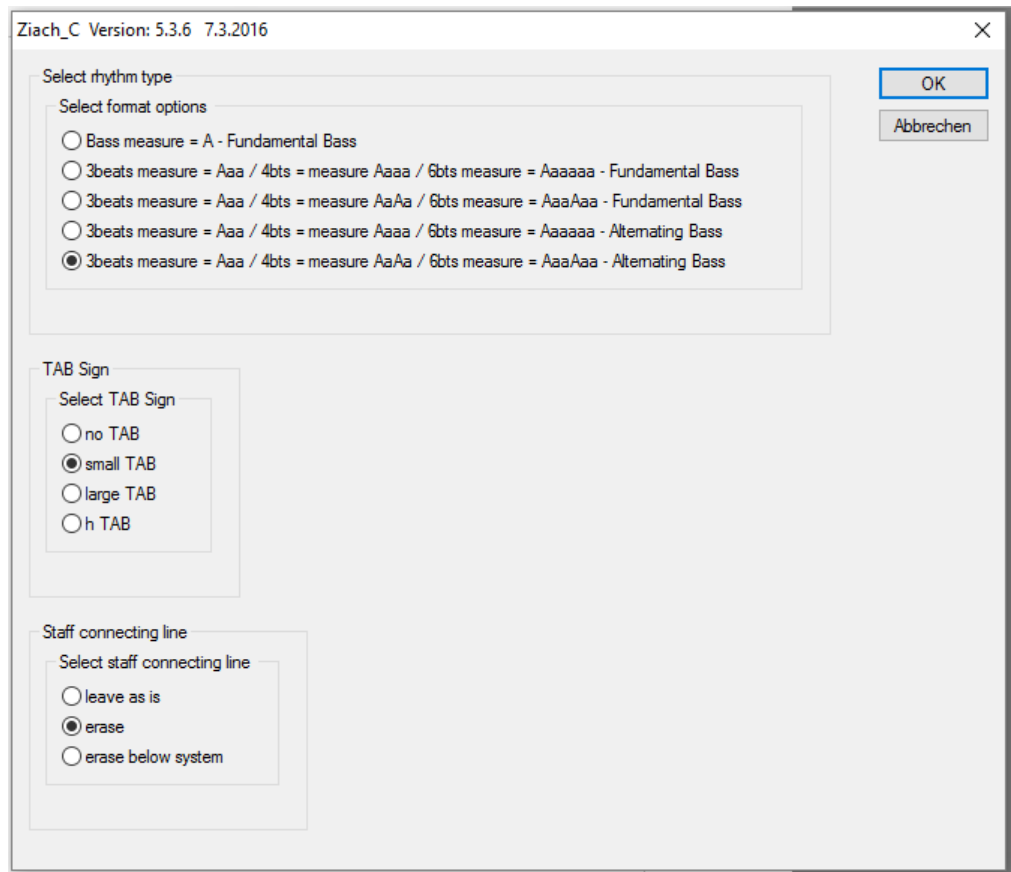 Ziach_C Version: 5.3.6 7.3.2016
Select rhythm type
OK
Select format options
Abbrechen
Bass measure = A - Fundamental Bass
3beats measure = Aaa / 4bts = measure Aaaa / 6bts measure = Aaaaaa - Fundamental Bass
3beats measure = Aaa / 4bts = measure AaAa / 6bts measure = AaaAaa - Fundamental Bass
3beats measure = Aaa / 4bts = measure Aaaa / 6bts measure = Aaaaaa - Alternating Bass
3beats measure = Aaa / 4bts = measure AaAa / 6bts measure = AaaAaa - Alternating Bass
TAB Sign
Select TAB Sign
no TAB
small TAB
large TAB
h TAB
Staff connecting line
Select staff connecting line
leave as is
erase
erase below system